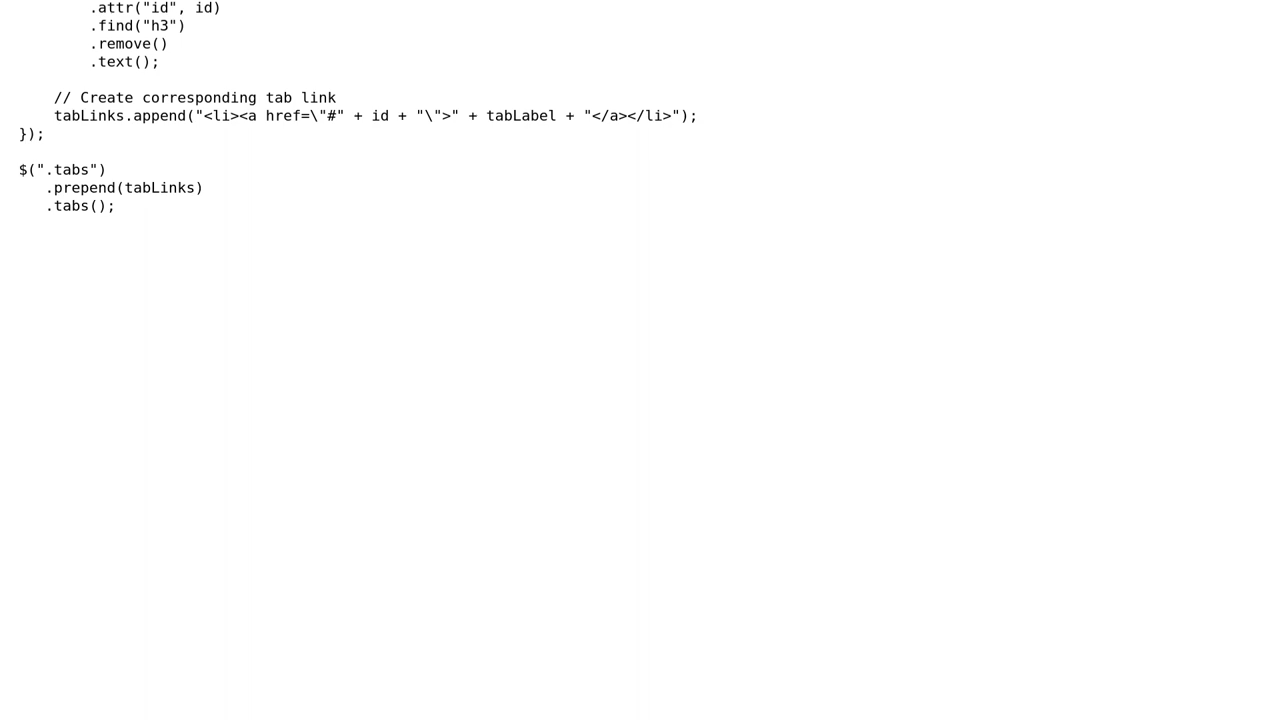 .attr("id", id)
.find("h3")
.remove()
.text();
// Create corresponding tab link
tabLinks.append("<li><a href=\"#" + id + "\">" + tabLabel + "</a></li>");
});
$(".tabs")
.prepend(tabLinks)
.tabs();